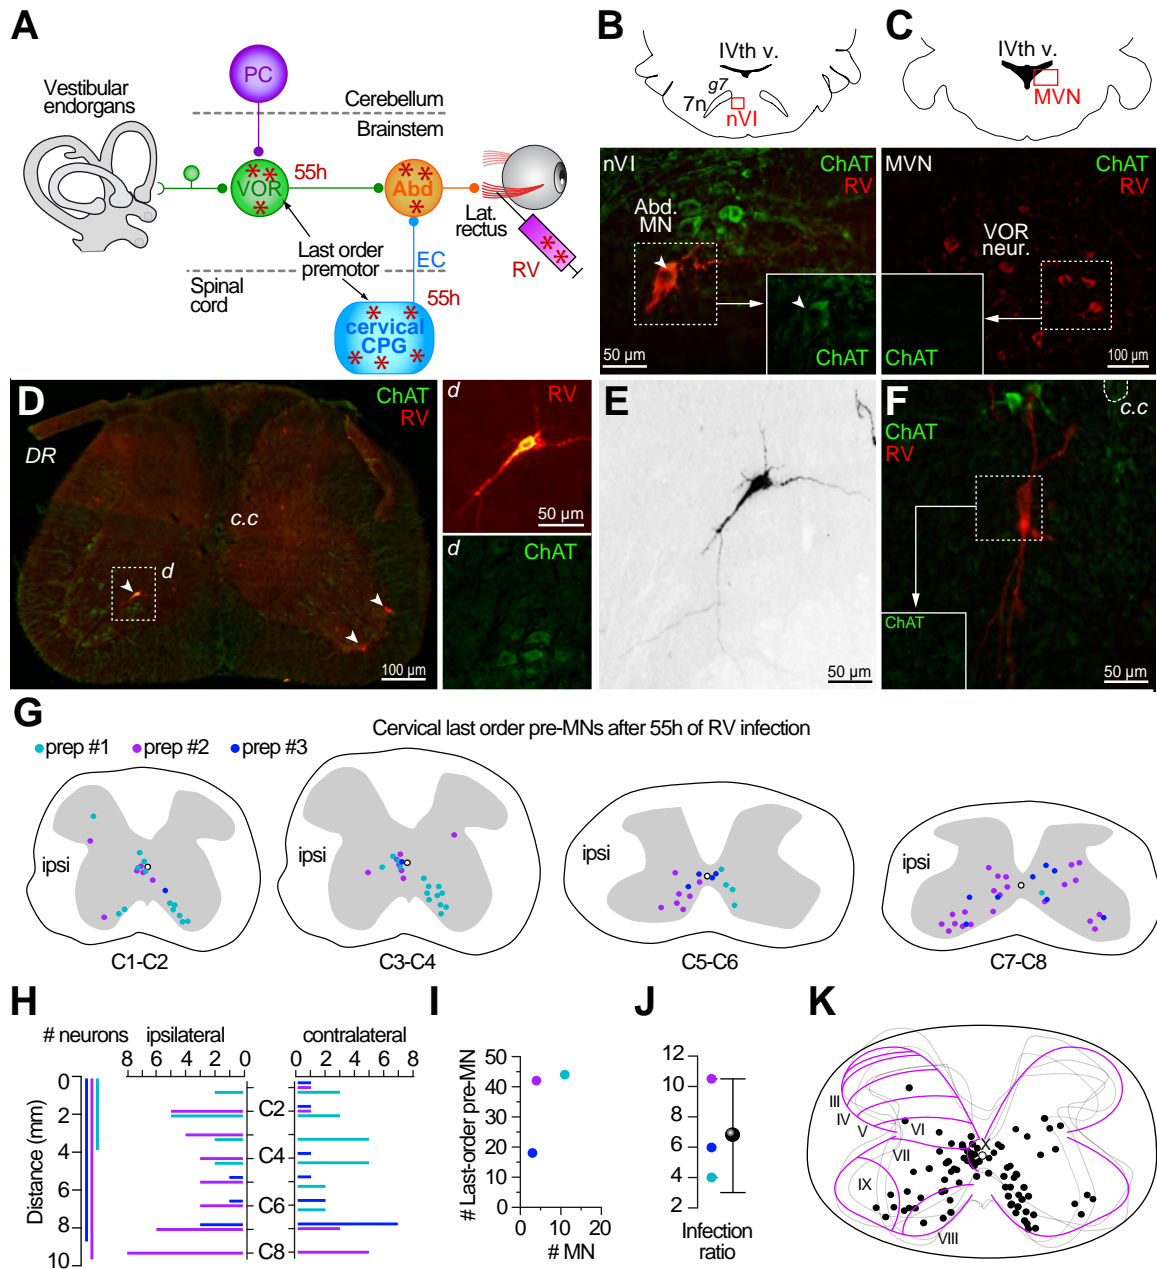 A
Vestibular
endorgans
PC
Cerebellum
Brainstem
VOR
55h
Abd
Lat.
rectus
RV
Last order
premotor
EC
Spinal
cord
55h
cervical
CPG
B
IVth v.
g7
7n
nVI
C
IVth v.
MVN
nVI
ChAT
RV
Abd.
MN
ChAT
50 µm
MVN
ChAT
RV
VOR
neur.
ChAT
100 µm
D
ChAT
RV
DR
c.c
d
100 µm
d
RV
50 µm
d
ChAT
E
50 µm
F
c.c
ChAT
RV
ChAT
50 µm
G
Cervical last order pre-MNs after 55h of RV infection
prep #1 prep #2 prep #3
ipsi
C1-C2
ipsi
C3-C4
ipsi
C5-C6
ipsi
C7-C8
H
# neurons ipsilateral contralateral
8 6 4 2 0
0 2 4 6 8
Distance (mm)
0
2
4
6
8
10
C2
C4
C6
C8
I
# Last-order pre-MN
50
40
30
20
10
0
0 10 20
# MN
J
12
10
8
6
4
2
Infection
ratio
K
III
IV
V
VI
VII
X
IX
VIII